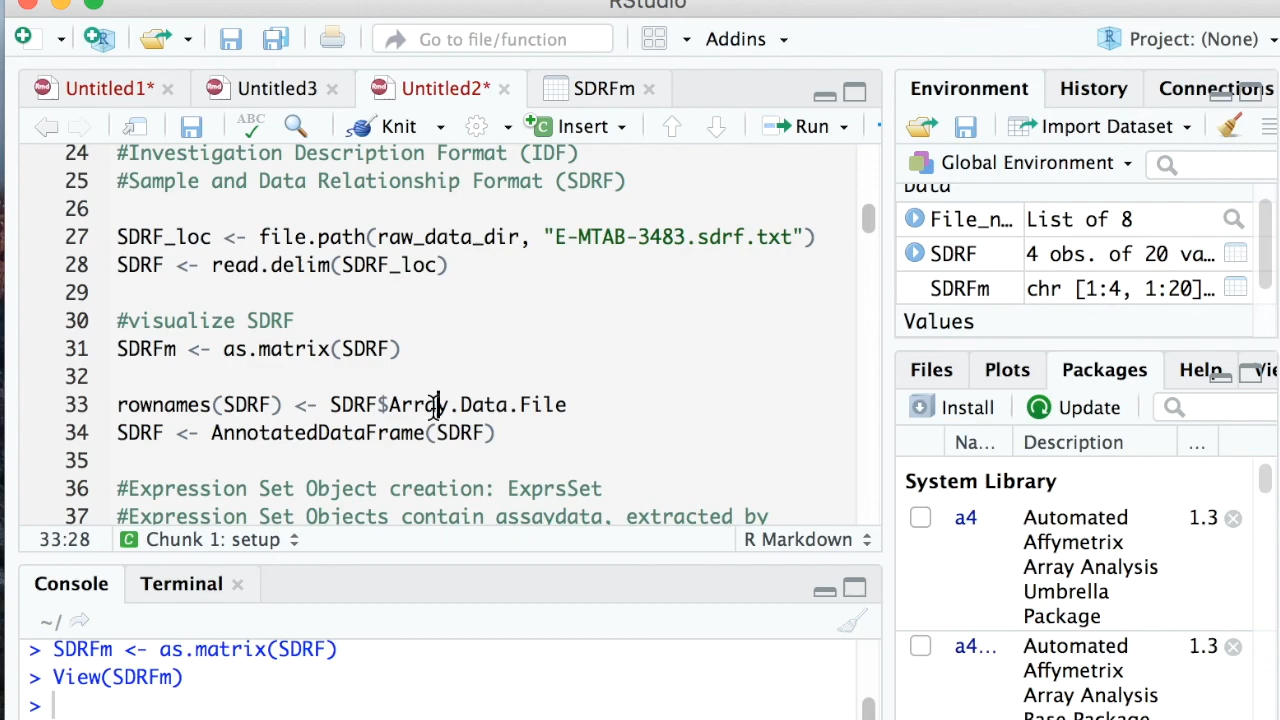 RStudio
Go to file/function
Addins
Project: (None)
Untitled1*
Untitled3
Untitled2*
SDRFm
Environment
History
Connections
ABC
Knit
Insert
Run
Import Dataset
Global Environment
Data
File_n... List of 8
SDRF 4 obs. of 20 va...
SDRFm chr [1:4, 1:20]...
Values
24 #Investigation Description Format (IDF)
25 #Sample and Data Relationship Format (SDRF)
26
27 SDRF_loc <- file.path(raw_data_dir, "E-MTAB-3483.sdrf.txt")
28 SDRF <- read.delim(SDRF_loc)
29
30 #visualize SDRF
31 SDRFm <- as.matrix(SDRF)
32
33 rownames(SDRF) <- SDRF$Array.Data.File
34 SDRF <- AnnotatedDataFrame(SDRF)
35
36 #Expression Set Object creation: ExprsSet
37 #Expression Set Objects contain assaydata, extracted by
33:28
Chunk 1: setup
R Markdown
Files
Plots
Packages
Help
Install
Update
Na...
Description
...
System Library
a4 Automated 1.3
Affymetrix
Array Analysis
Umbrella
Package
a4... Automated 1.3
Affymetrix
Array Analysis
Base Package
Console
Terminal
~/
> SDRFm <- as.matrix(SDRF)
> View(SDRFm)
>